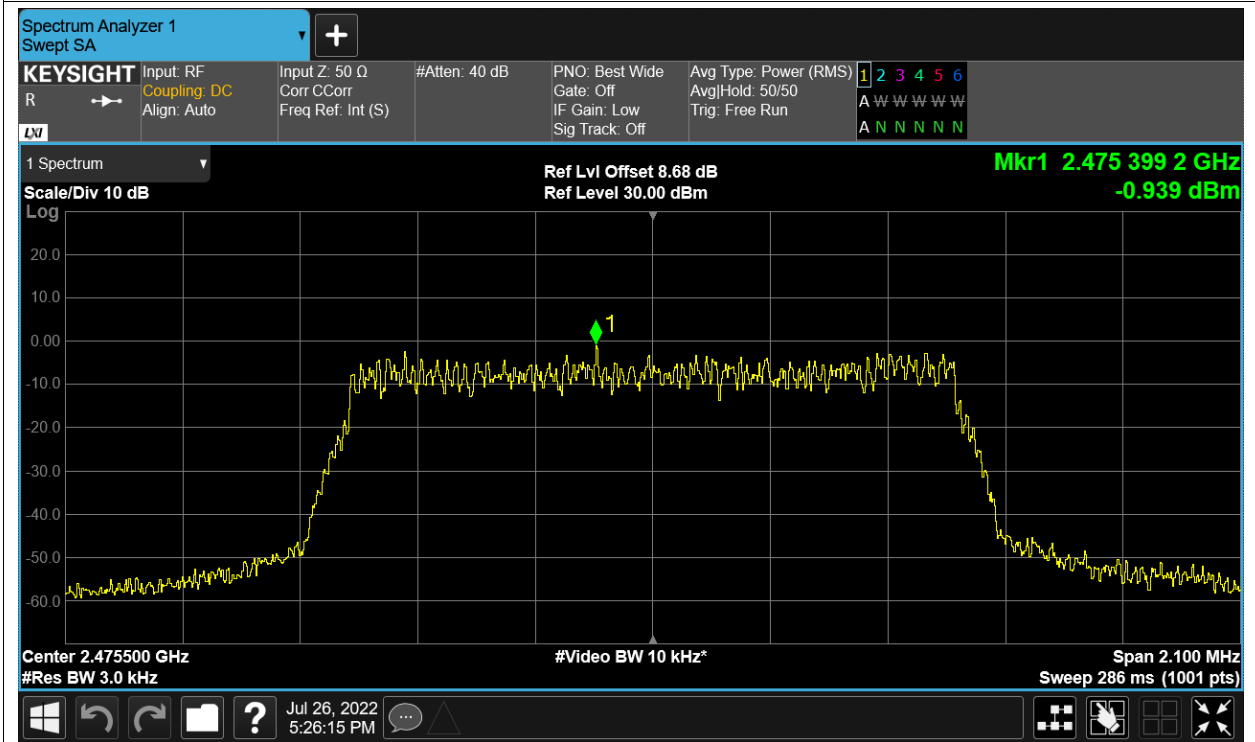 Spectrum Analyzer 1
Swept SA
KEYSIGHT
R
LXI
Input: RF
Coupling: DC
Align: Auto
Input Z: 50 Ω
Corr CCorr
Freq Ref: Int (S)
#Atten: 40 dB
PNO: Best Wide
Gate: Off
IF Gain: Low
Sig Track: Off
Avg Type: Power (RMS)
Avg|Hold: 50/50
Trig: Free Run
1 2 3 4 5 6
A W W W W W
A N N N N N
1 Spectrum
Scale/Div 10 dB
Log
Ref Lvl Offset 8.68 dB
Ref Level 30.00 dBm
Mkr1 2.475 399 2 GHz
-0.939 dBm
20.0
10.0
0.00
-10.0
-20.0
-30.0
-40.0
-50.0
-60.0
1
Center 2.475500 GHz
#Res BW 3.0 kHz
#Video BW 10 kHz*
Span 2.100 MHz
Sweep 286 ms (1001 pts)
?
Jul 26, 2022
5:26:15 PM